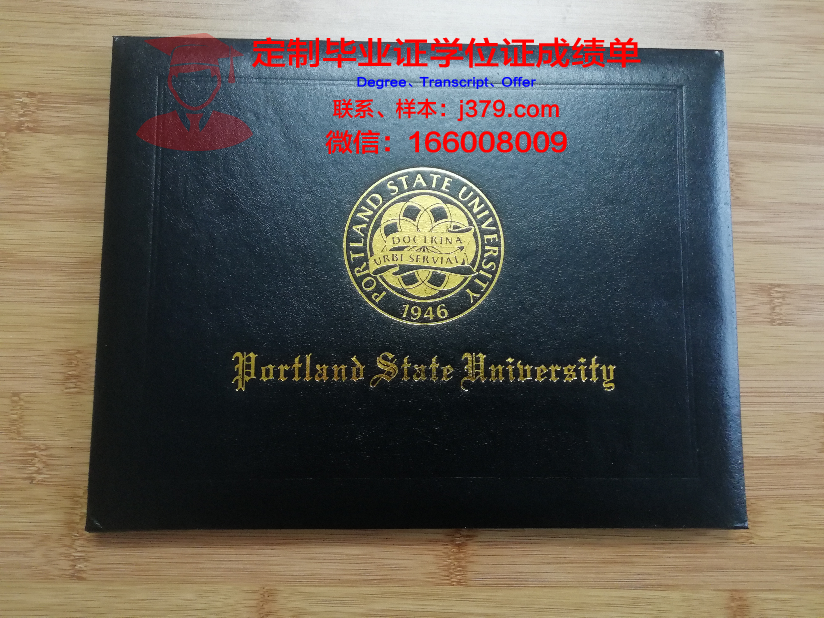 定制毕业证学位证成绩单
Degree、Transcript、Offer
联系、样本：j379.com
微信：166008009
PORTLAND STATE UNIVERSITY
DOCTRINA
URBI SERVIAT
1946
Portland State University